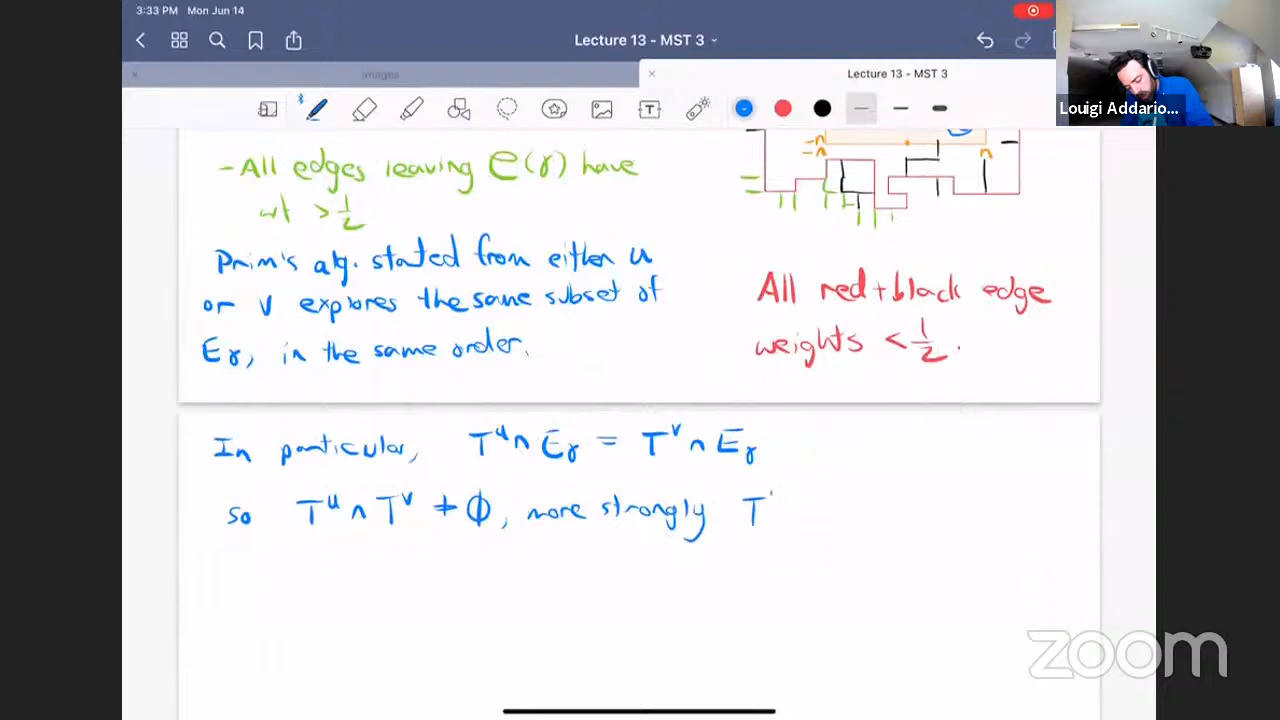 3:33 PM Mon Jun 14
Lecture 13 - MST 3
images
Lecture 13 - MST 3
Louigi Addario...
- All edges leaving C(γ) have
wt > 1/2
Prim's alg. stated from either u
or v explores the same subset of
Eγ, in the same order.
-n
-n
n
All red + black edge
weights < 1/2.
In particular, T^u ∩ Eγ = T^v ∩ Eγ
so T^u ∩ T^v ≠ ∅, more strongly T
zoom